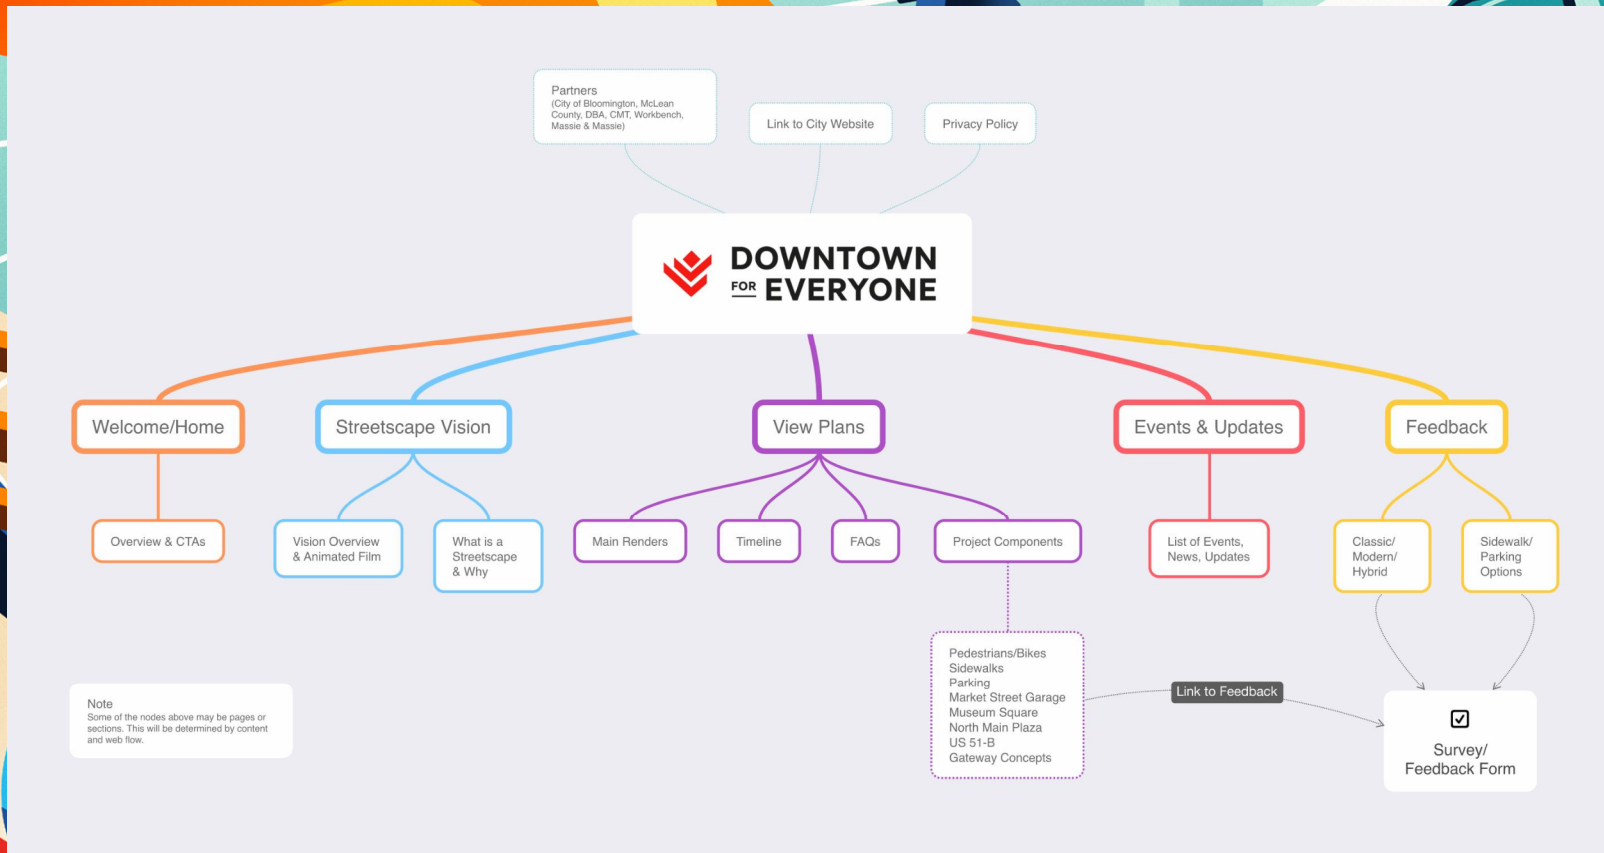 Partners
(City of Bloomington, McLean
County, DBA, CMT, Workbench,
Massie & Massie)
Link to City Website
Privacy Policy
DOWNTOWN
FOR EVERYONE
Welcome/Home
Streetscape Vision
View Plans
Events & Updates
Feedback
Overview & CTAs
Vision Overview
& Animated Film
What is a
Streetscape
& Why
Main Renders
Timeline
FAQs
Project Components
List of Events,
News, Updates
Classic/
Modern/
Hybrid
Sidewalk/
Parking
Options
Pedestrians/Bikes
Sidewalks
Parking
Market Street Garage
Museum Square
North Main Plaza
US 51-B
Gateway Concepts
Link to Feedback
Survey/
Feedback Form
Note
Some of the nodes above may be pages or
sections. This will be determined by content
and web flow.